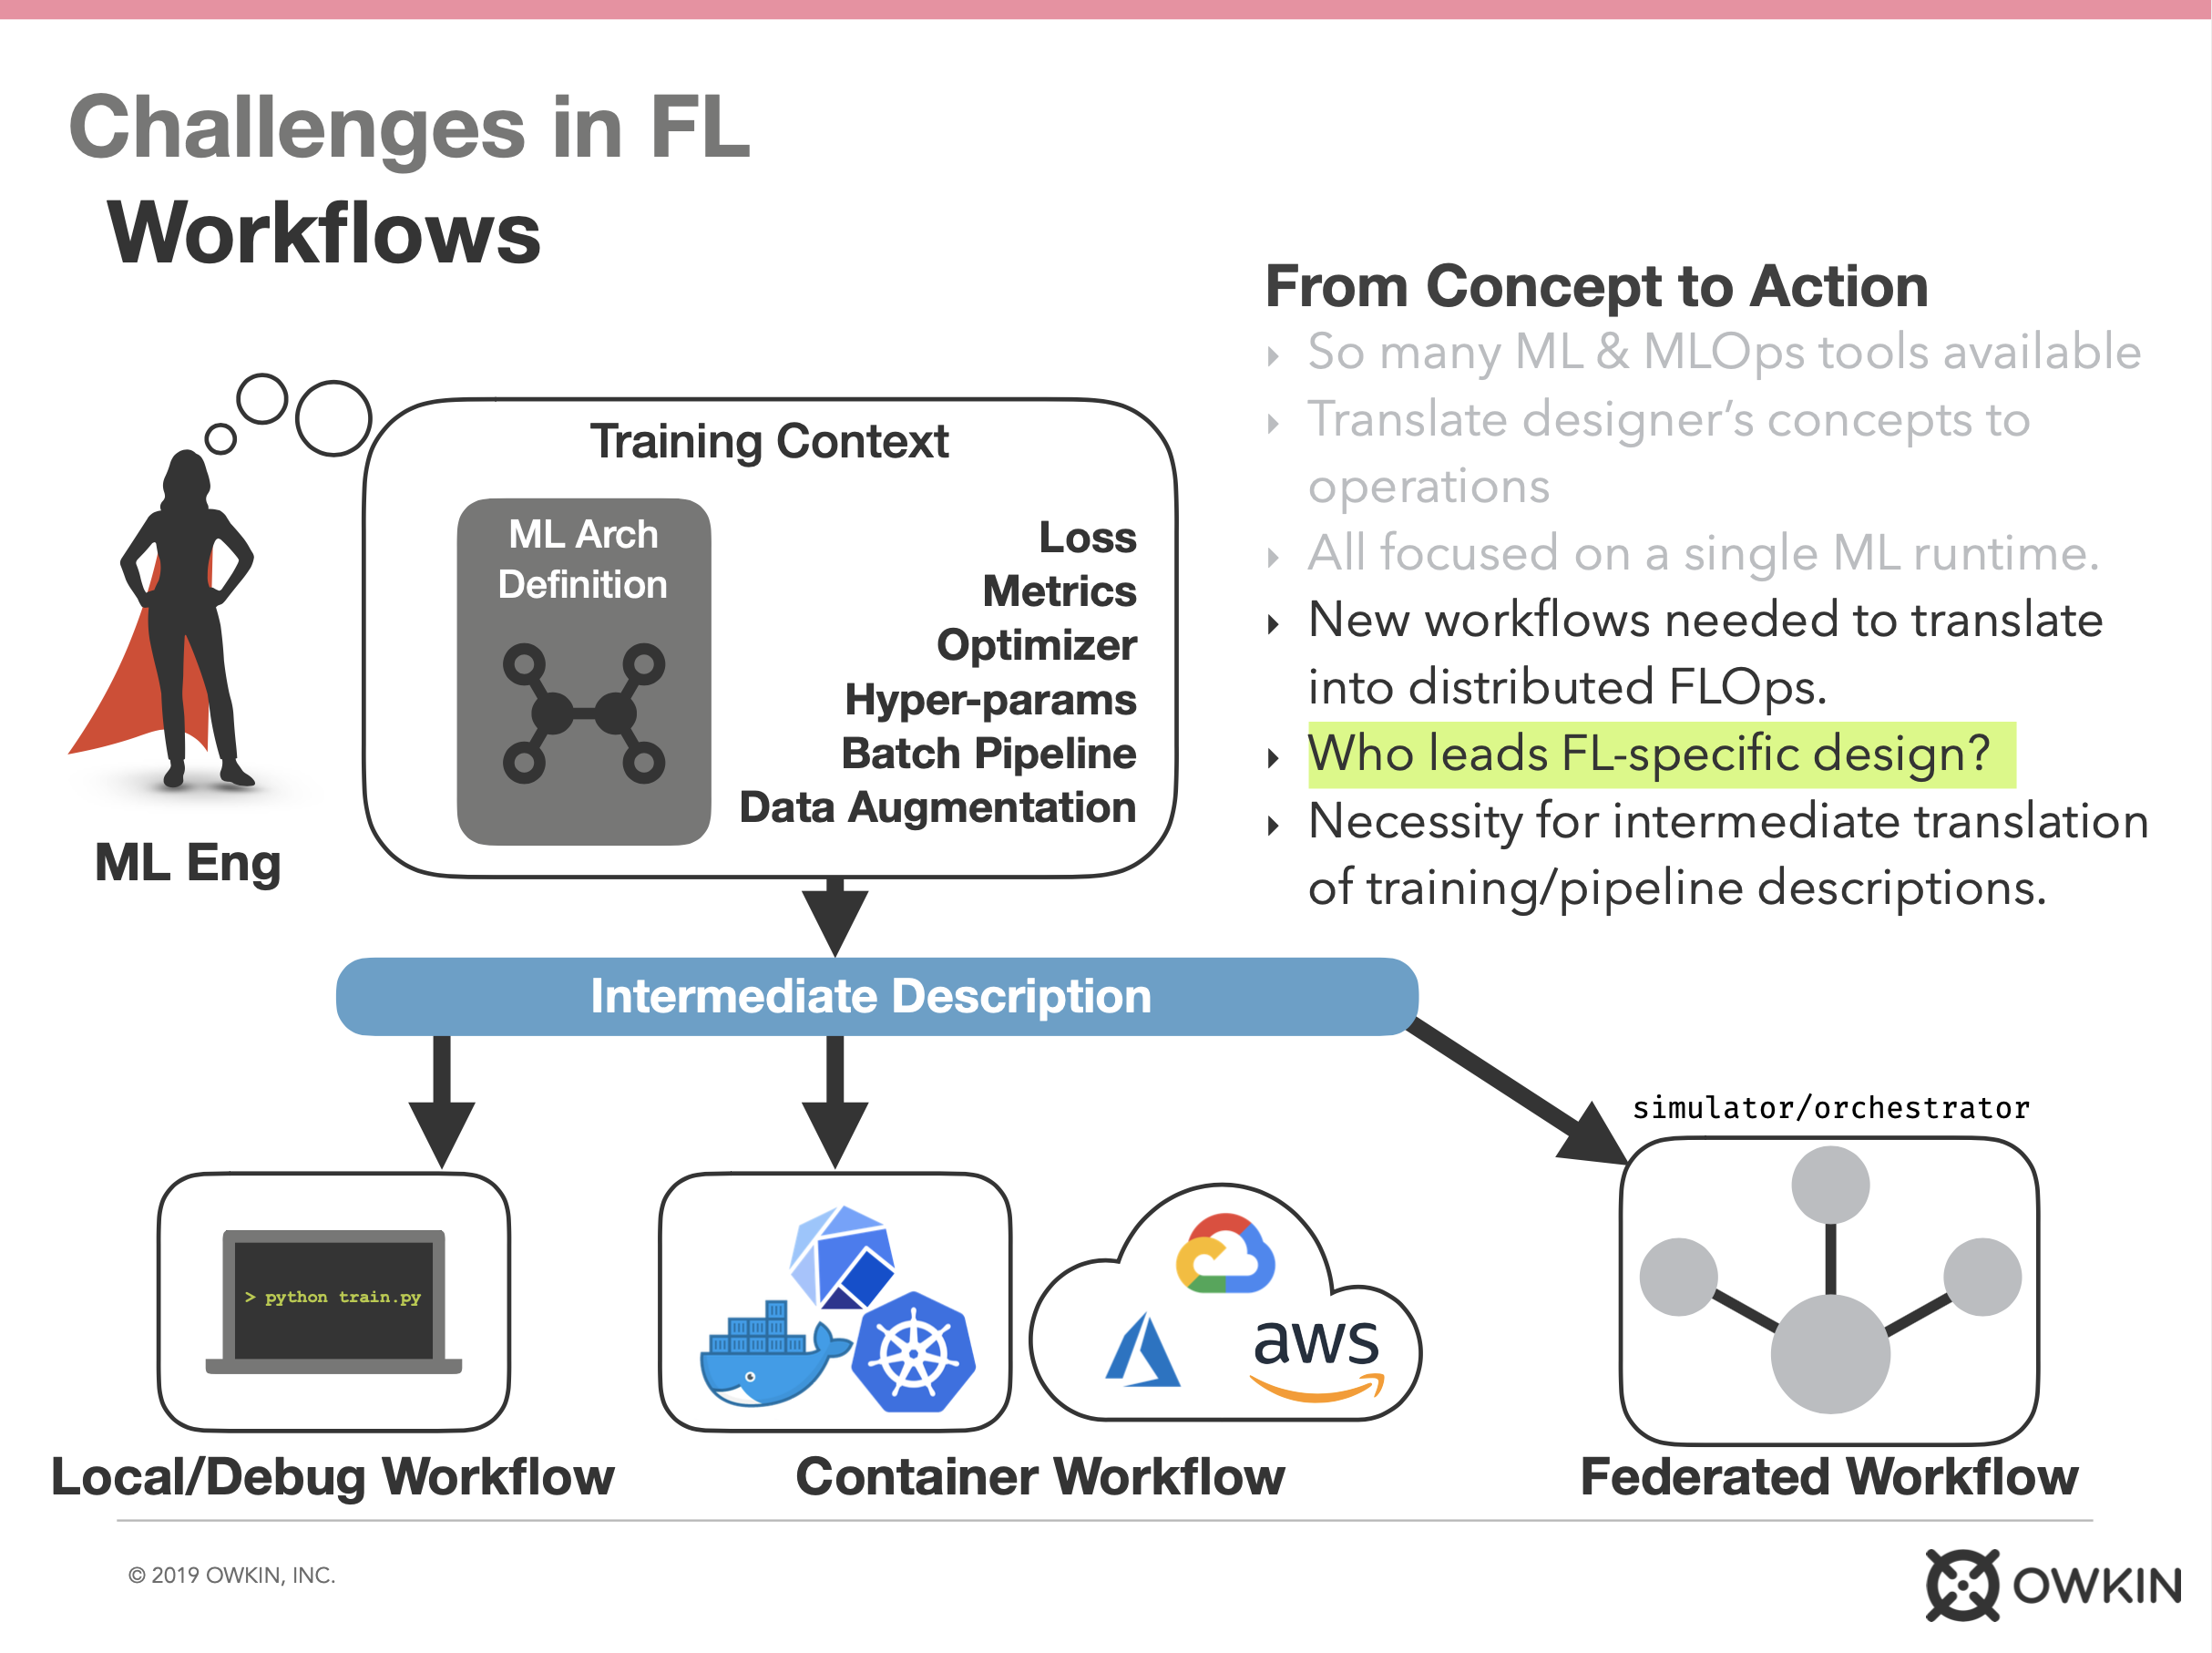 Challenges in FL
Workflows
From Concept to Action
‣ So many ML & MLOps tools available
‣ Translate designer’s concepts to
operations
‣ All focused on a single ML runtime.
‣ New workflows needed to translate
into distributed FLOps.
‣ Who leads FL-specific design?
‣ Necessity for intermediate translation
of training/pipeline descriptions.
Training Context
ML Arch
Definition
Loss
Metrics
Optimizer
Hyper-params
Batch Pipeline
Data Augmentation
ML Eng
Intermediate Description
simulator/orchestrator
> python train.py
aws
Local/Debug Workflow
Container Workflow
Federated Workflow
© 2019 OWKIN, INC.
OWKIN